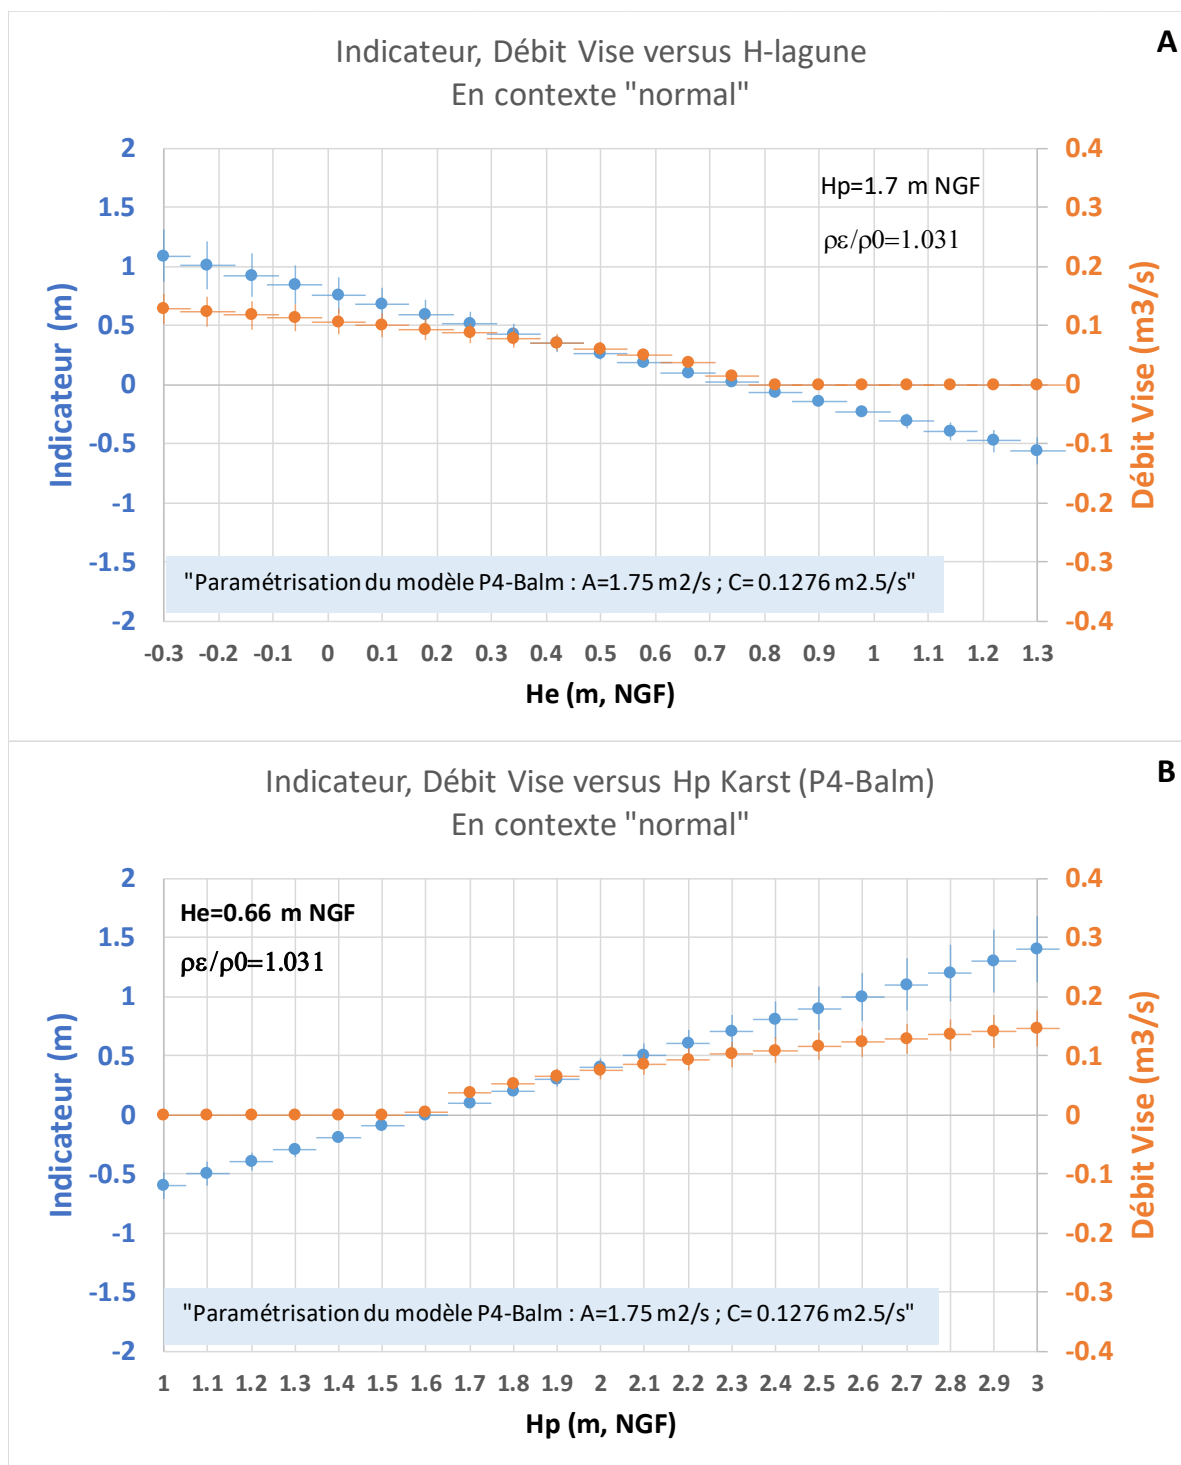 A
Indicateur, Débit Vise versus H-lagune
En contexte "normal"
Indicateur (m)
2
1.5
1
0.5
0
-0.5
-1
-1.5
-2
Hp=1.7 m NGF
ρε/ρ0=1.031
"Paramétrisation du modèle P4-Balm : A=1.75 m2/s ; C= 0.1276 m2.5/s"
0.4
0.3
0.2
0.1
0
-0.1
-0.2
-0.3
-0.4
Débit Vise (m3/s)
-0.3 -0.2 -0.1 0 0.1 0.2 0.3 0.4 0.5 0.6 0.7 0.8 0.9 1 1.1 1.2 1.3
He (m, NGF)
B
Indicateur, Débit Vise versus Hp Karst (P4-Balm)
En contexte "normal"
Indicateur (m)
2
1.5
1
0.5
0
-0.5
-1
-1.5
-2
He=0.66 m NGF
ρε/ρ0=1.031
"Paramétrisation du modèle P4-Balm : A=1.75 m2/s ; C= 0.1276 m2.5/s"
0.4
0.3
0.2
0.1
0
-0.1
-0.2
-0.3
-0.4
Débit Vise (m3/s)
1 1.1 1.2 1.3 1.4 1.5 1.6 1.7 1.8 1.9 2 2.1 2.2 2.3 2.4 2.5 2.6 2.7 2.8 2.9 3
Hp (m, NGF)